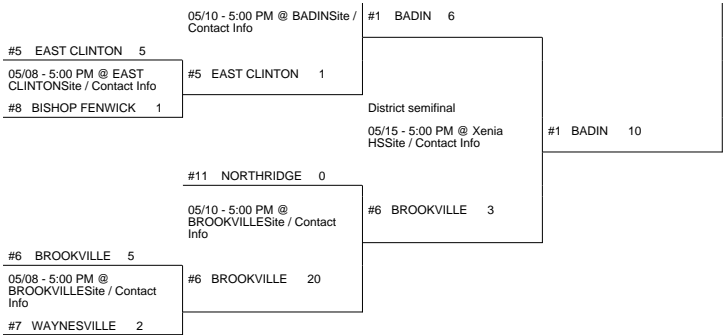 05/10 - 5:00 PM @ BADINSite /
Contact Info
#1 BADIN 6
#5 EAST CLINTON 5
05/08 - 5:00 PM @ EAST
CLINTONSite / Contact Info
#5 EAST CLINTON 1
#8 BISHOP FENWICK 1
District semifinal
05/15 - 5:00 PM @ Xenia
HSSite / Contact Info
#1 BADIN 10
#11 NORTHRIDGE 0
05/10 - 5:00 PM @
BROOKVILLESite / Contact
Info
#6 BROOKVILLE 3
#6 BROOKVILLE 5
05/08 - 5:00 PM @
BROOKVILLESite / Contact
Info
#6 BROOKVILLE 20
#7 WAYNESVILLE 2